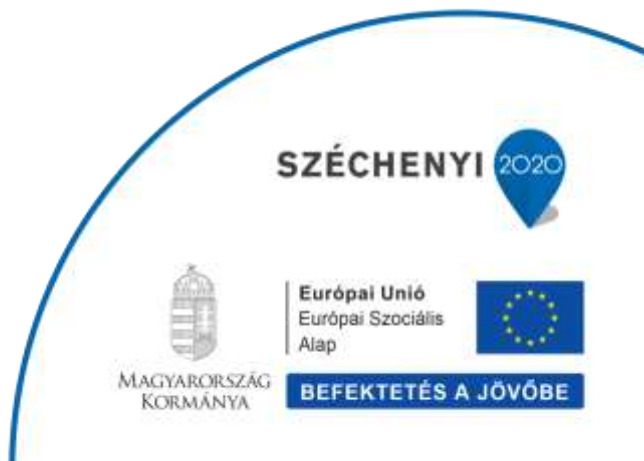 SZÉCHENYI 2020
Európai Unió
Európai Szociális
Alap
MAGYARORSZÁG
KORMÁNYA
BEFEKTETÉS A JÖVŐBE